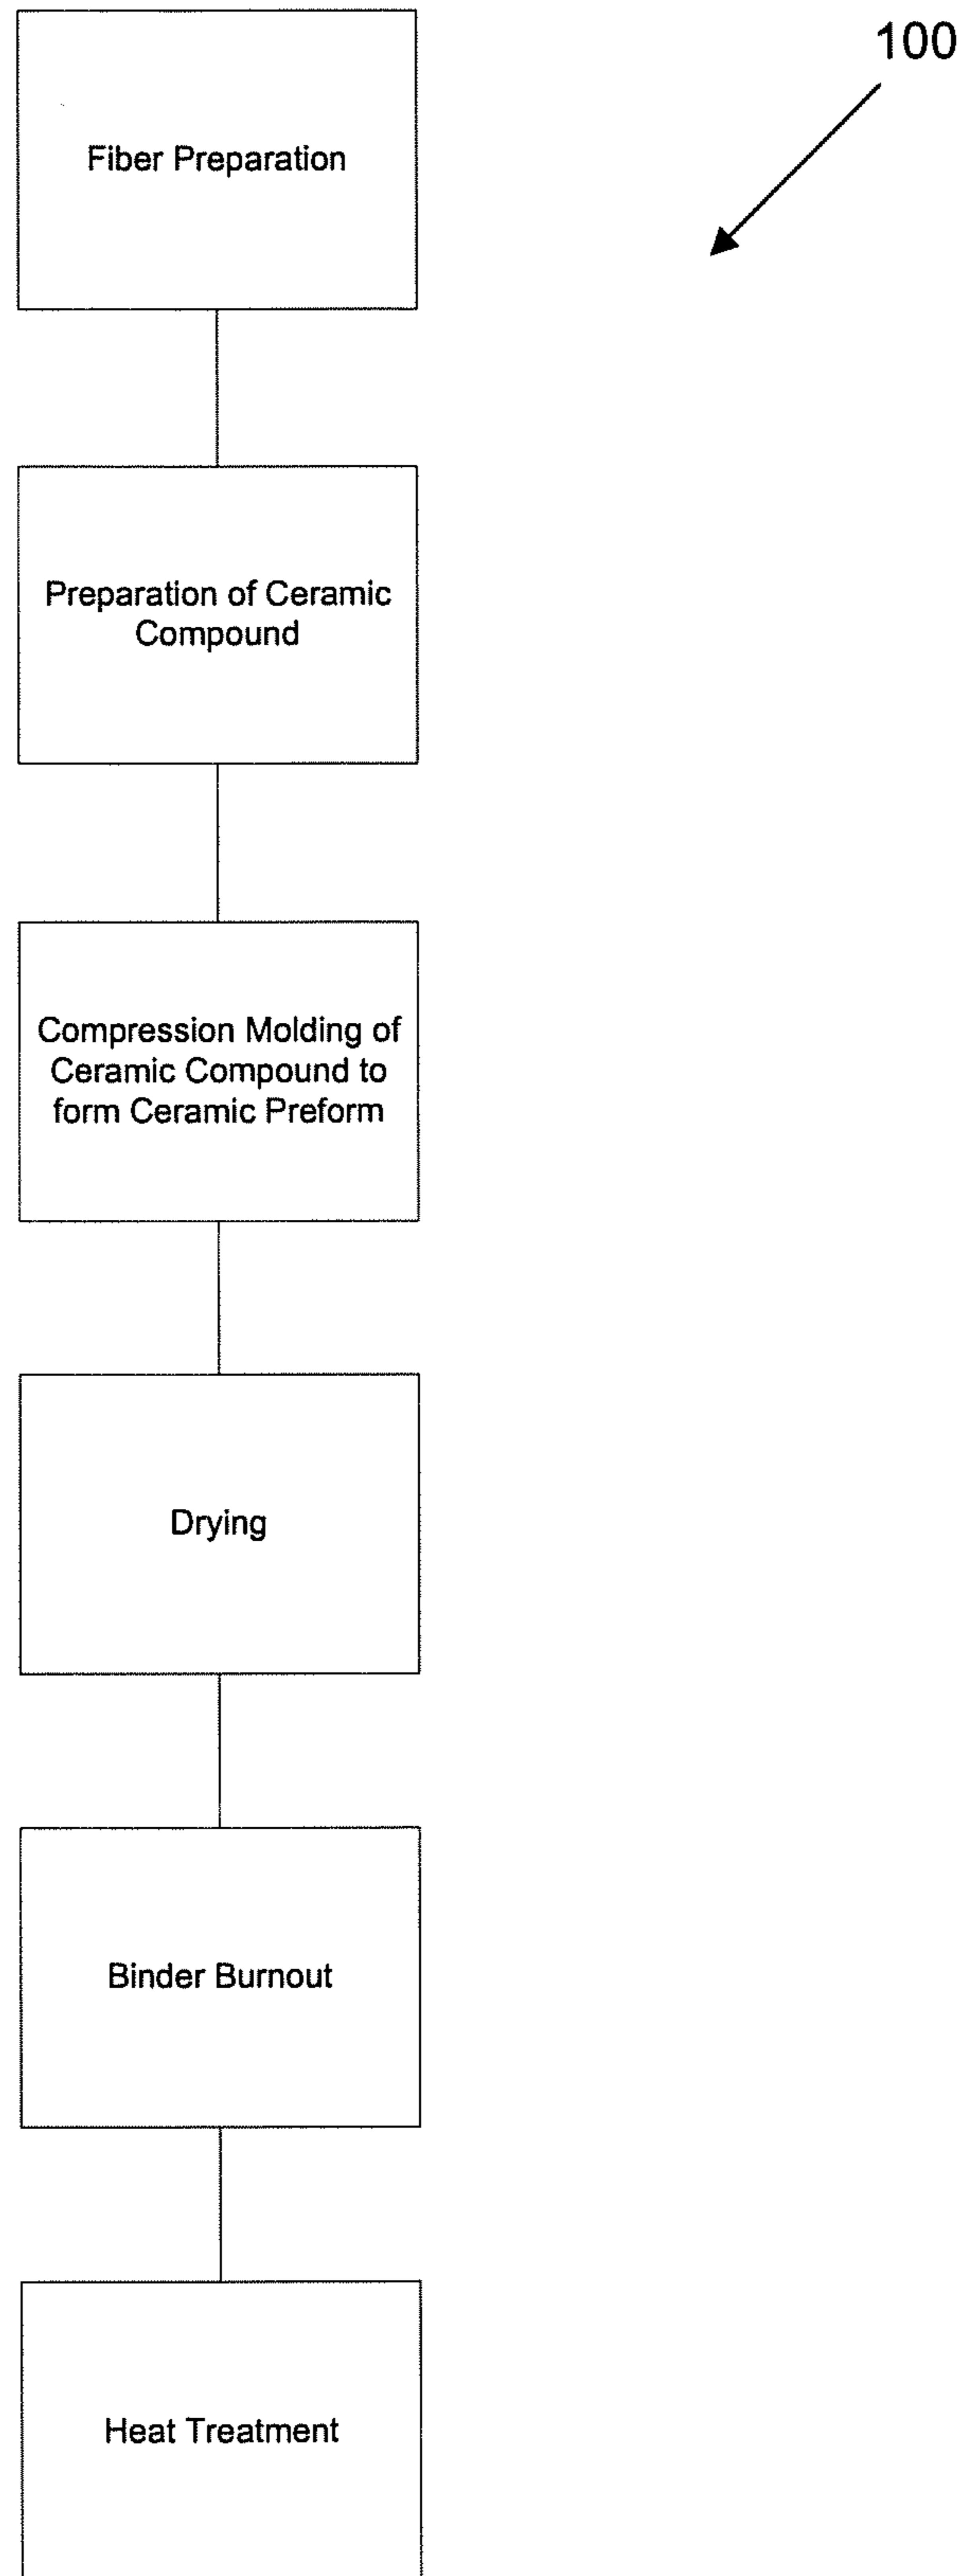 100
Fiber Preparation
Preparation of Ceramic
Compound
Compression Molding of
Ceramic Compound to
form Ceramic Preform
Drying
Binder Burnout
Heat Treatment